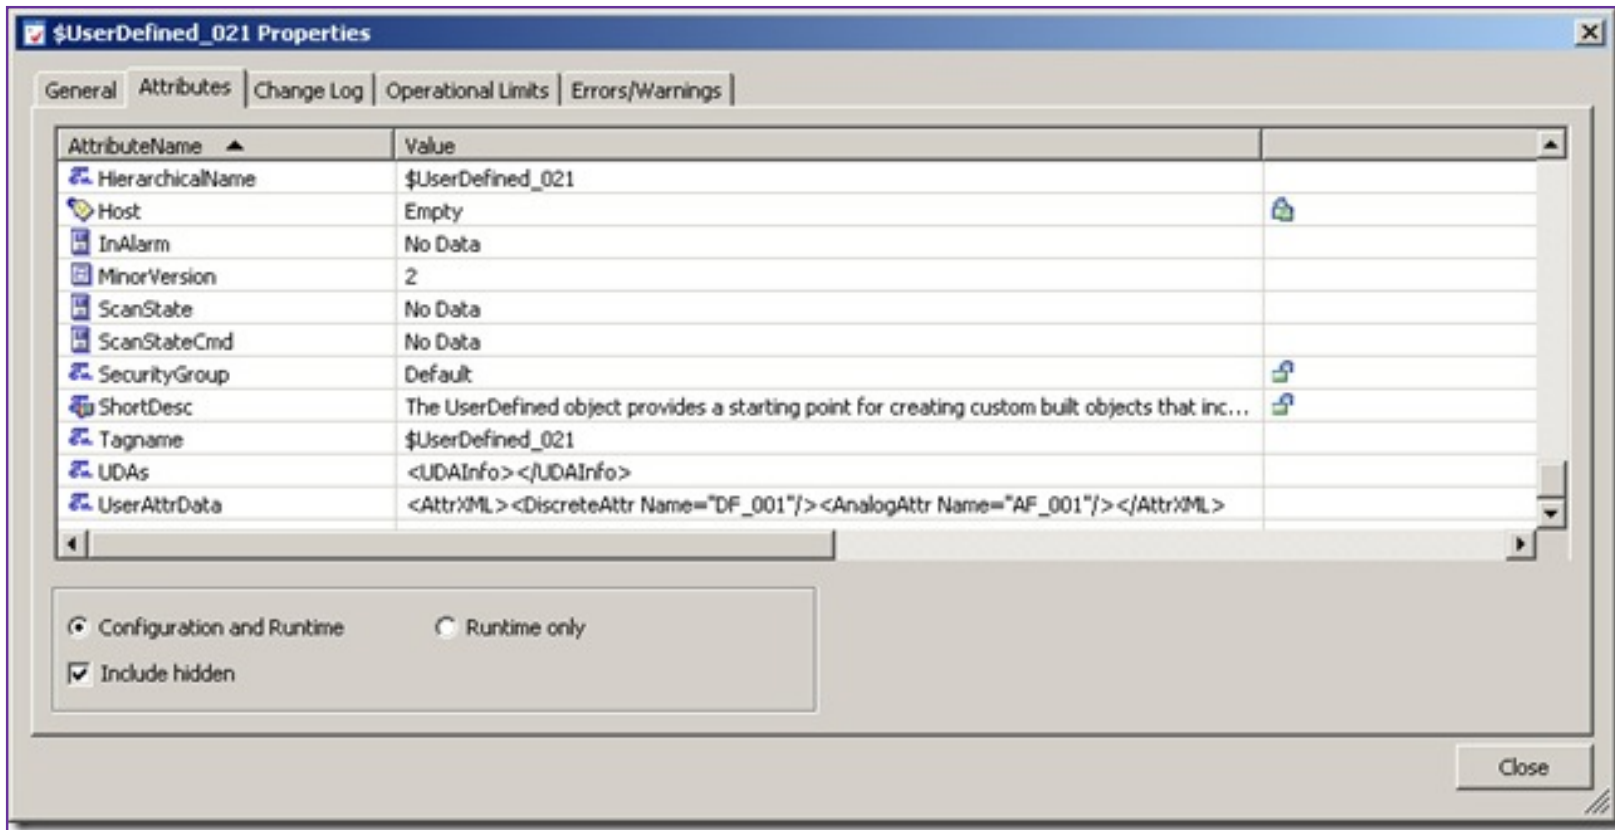 $UserDefined_021 Properties
General Attributes Change Log Operational Limits Errors/Warnings
AttributeName Value
HierarchicalName $UserDefined_021
Host Empty
InAlarm No Data
MinorVersion 2
ScanState No Data
ScanStateCmd No Data
SecurityGroup Default
ShortDesc The UserDefined object provides a starting point for creating custom built objects that inc...
Tagname $UserDefined_021
UDAs <UDAInfo></UDAInfo>
UserAttrData <AttrXML><DiscreteAttr Name="DF_001"/><AnalogAttr Name="AF_001"/></AttrXML>
Configuration and Runtime Runtime only
Include hidden
Close